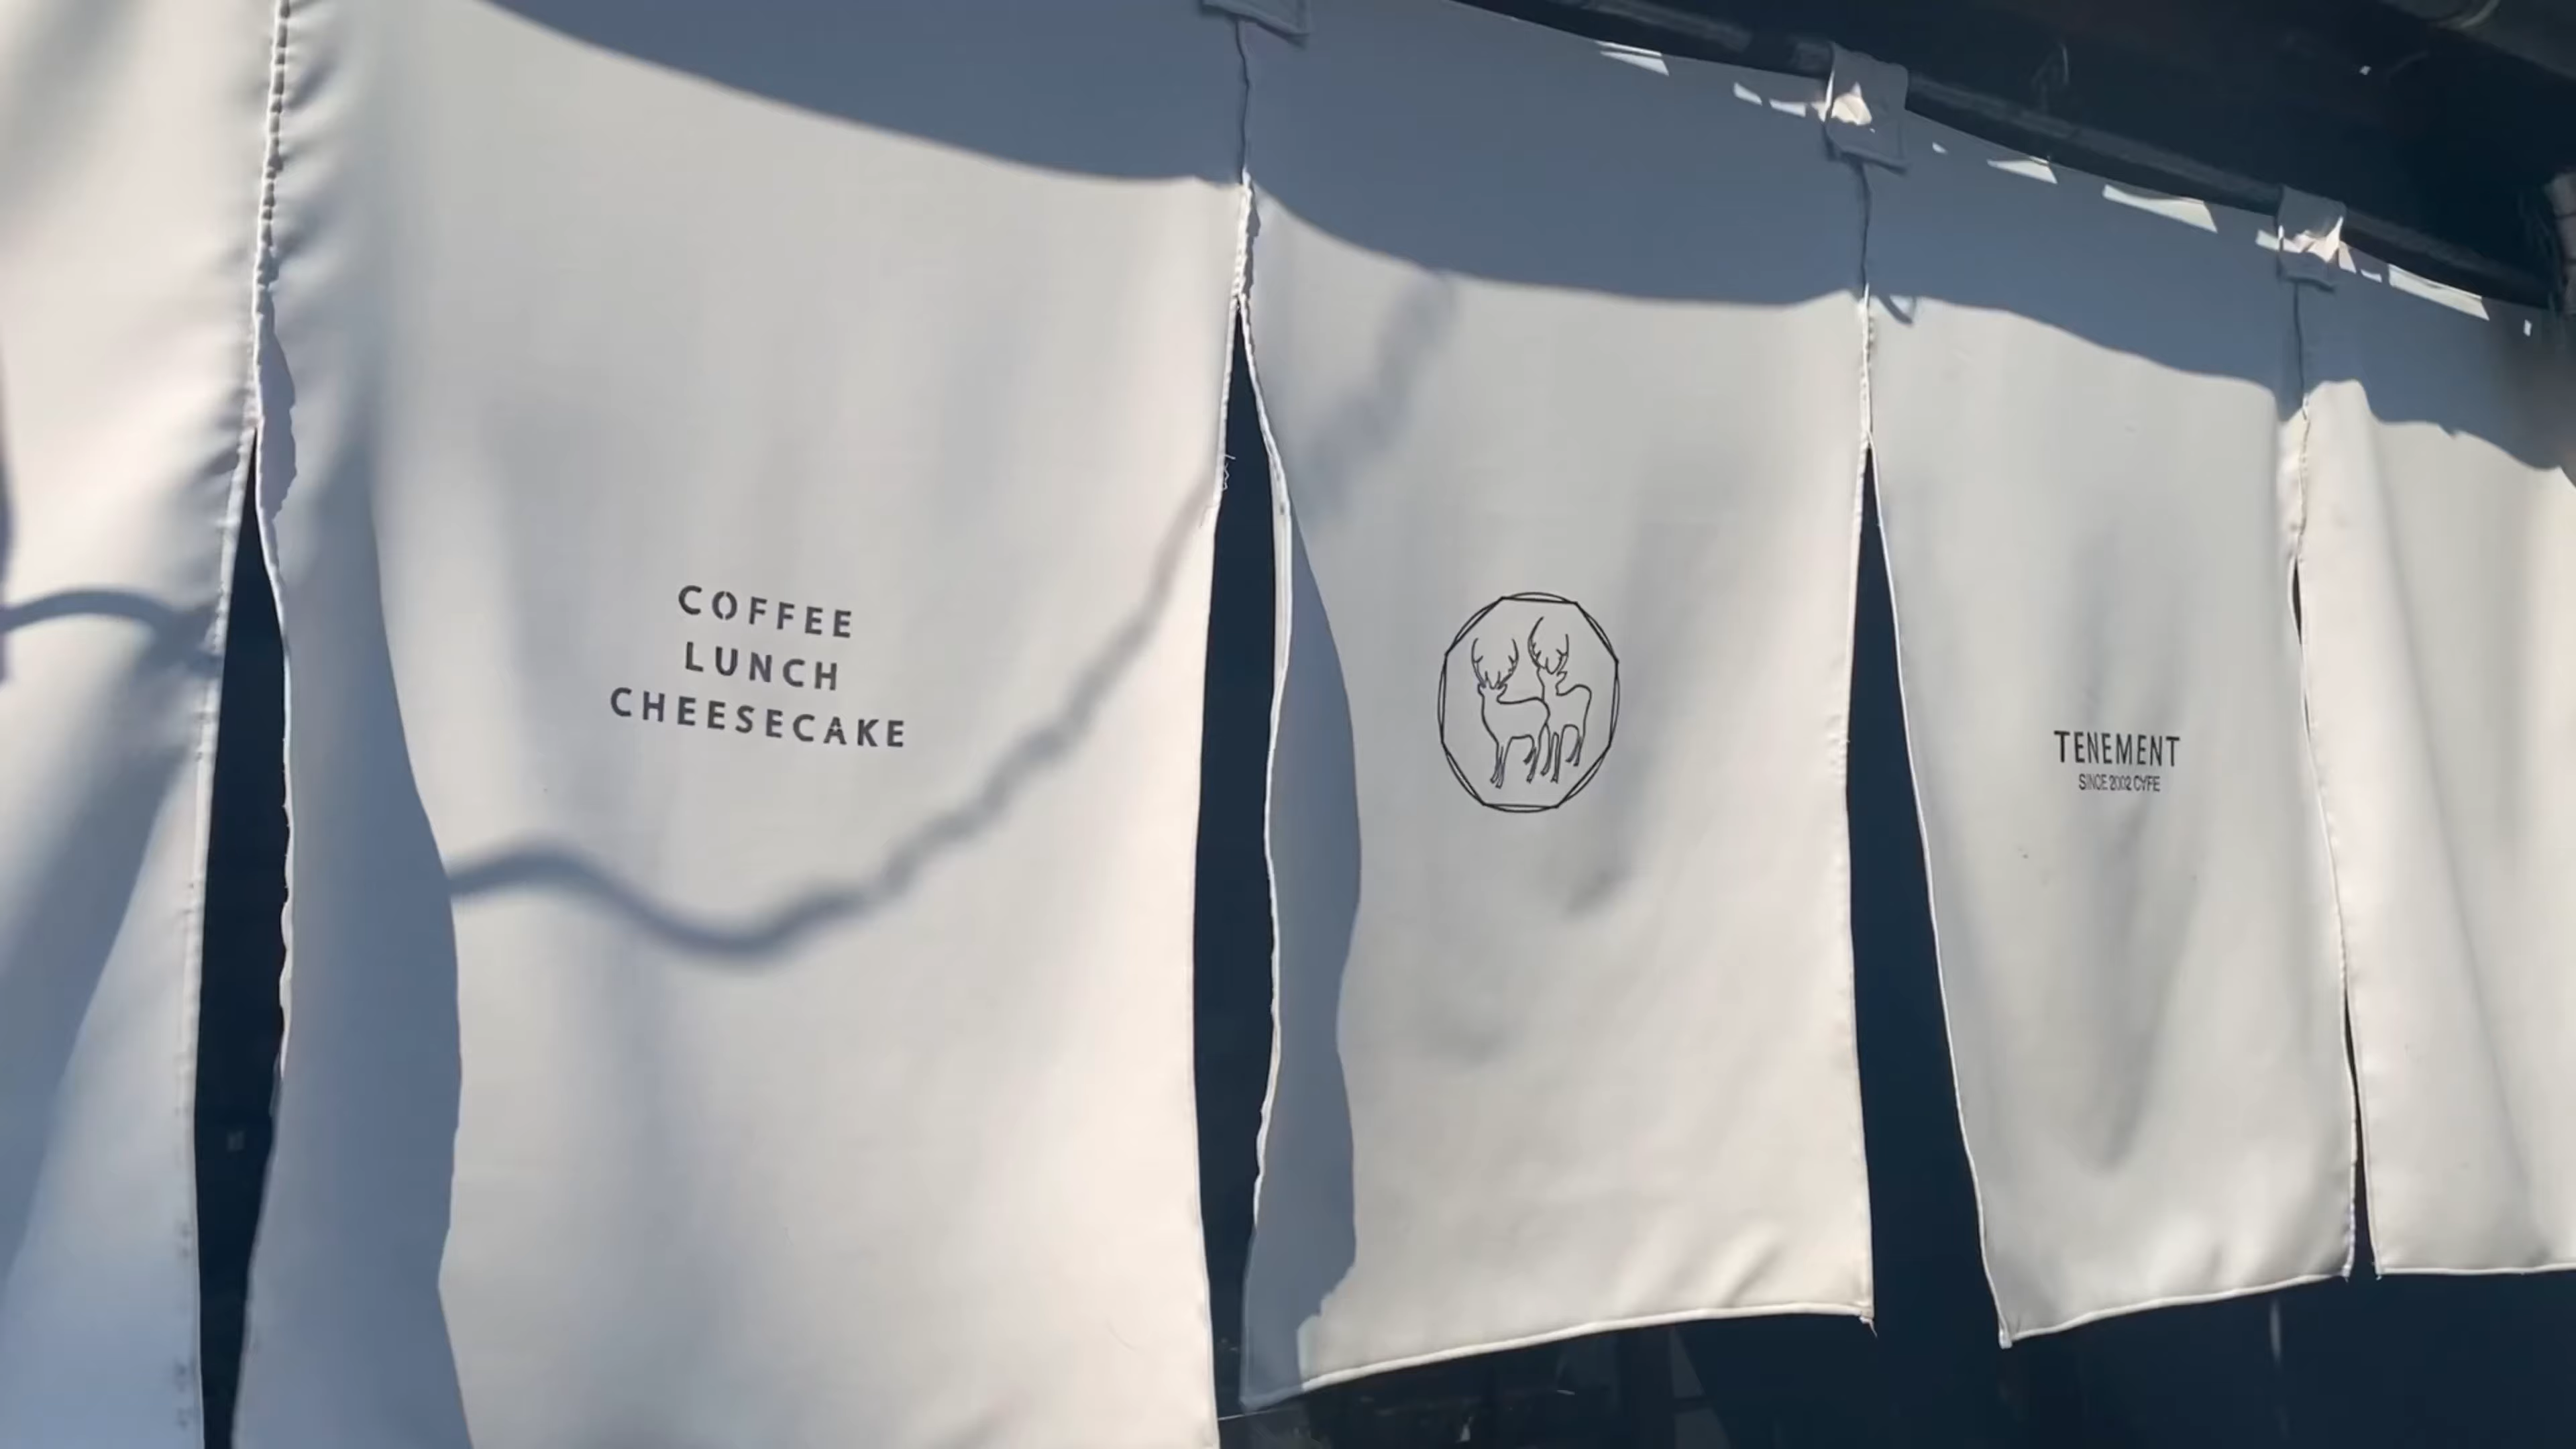 COFFEE
LUNCH
CHEESECAKE
TENEMENT
SINCE 2002 CYFE